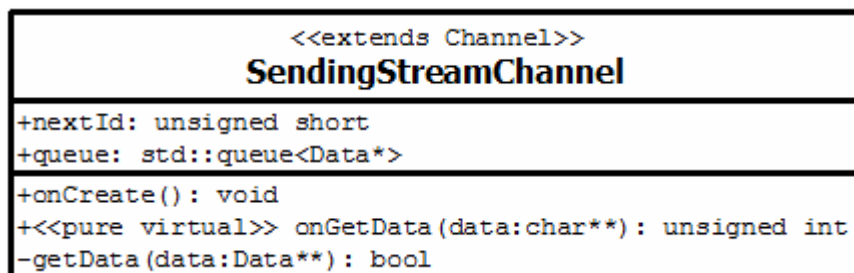 <<extends Channel>>
SendingStreamChannel
+nextId: unsigned short
+queue: std::queue<Data*>
+onCreate(): void
+<<pure virtual>> onGetData(data:char**): unsigned int
-getData(data:Data**): bool